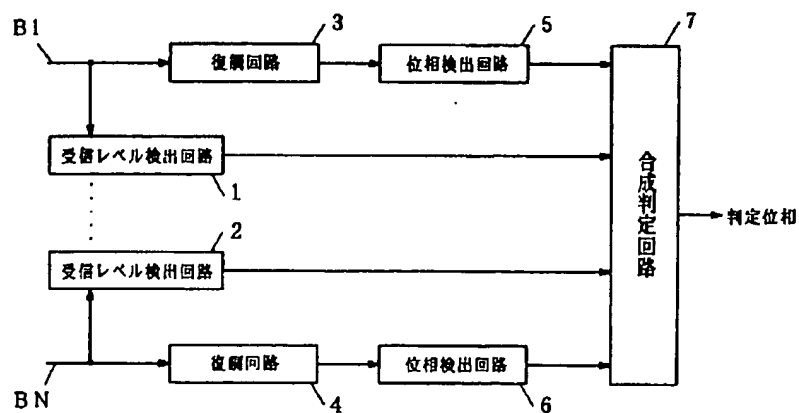 B1
3
復調回路
5
位相検出回路
7
受信レベル検出回路
1
合成判定回路
判定位相
2
受信レベル検出回路
BN
復調回路
4
位相検出回路
6